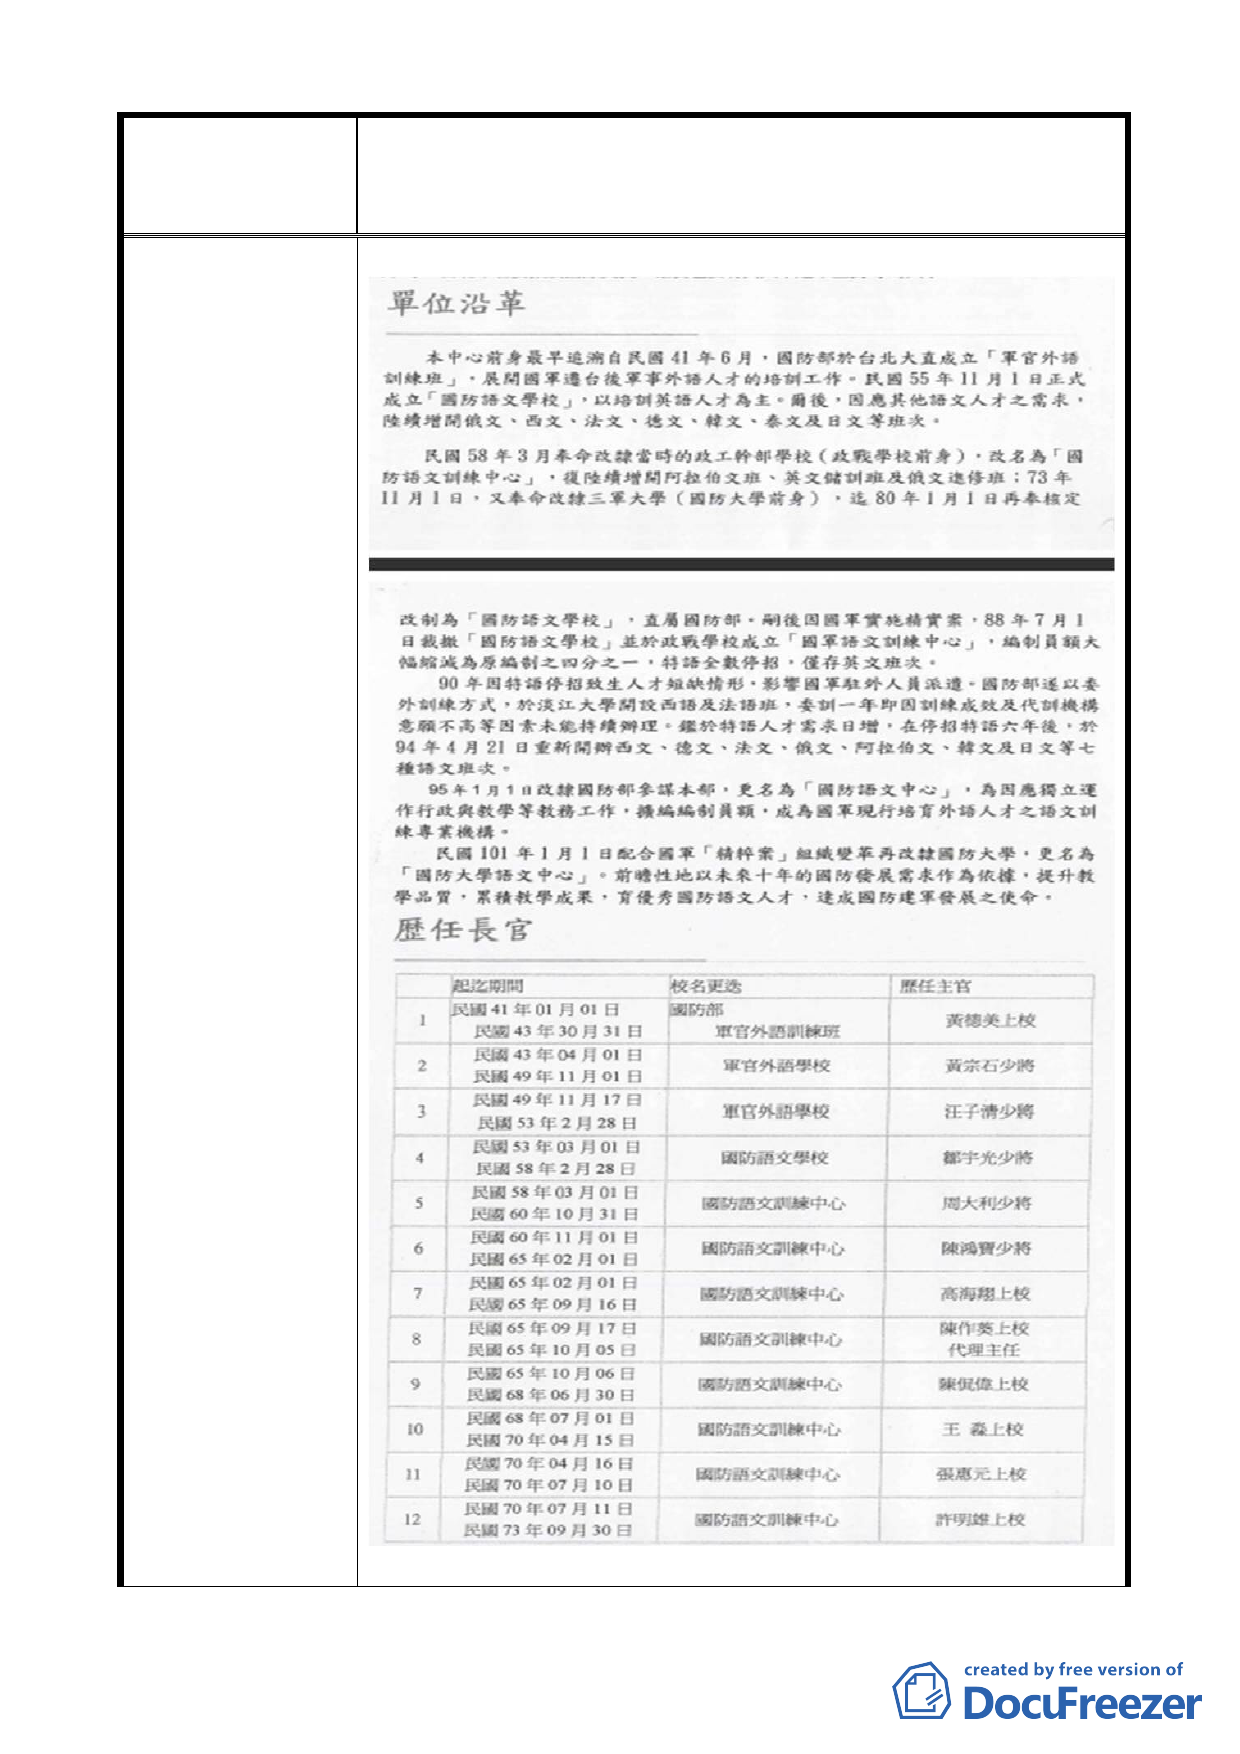 單位沿革
本中心前身最早追溯自民國 41 年 6 月，國防部於台北大直成立「軍官外語
訓練班」，展開國軍遷台後軍事外語人才的培訓工作。民國 55 年 11 月 1 日正式
成立「國防語文學校」，以培訓英語人才為主。爾後，因應其他語文人才之需求，
陸續增開俄文、西文、法文、德文、韓文、泰文及日文等班次。
民國 58 年 3 月奉命改隸當時的政工幹部學校（政戰學校前身），改名為「國
防語文訓練中心」，復陸續增開阿拉伯文班、英文儲訓班及俄文進修班；73 年
11 月 1 日，又奉命改隸三軍大學（國防大學前身），迄 80 年 1 月 1 日再奉核定
改制為「國防語文學校」，直屬國防部。嗣後因國軍實施精實案，88 年 7 月 1
日裁撤「國防語文學校」並於政戰學校成立「國軍語文訓練中心」，編制員額大
幅縮減為原編制之四分之一，特語全數停招，僅存英文班次。
90 年因特語停招致生人才短缺情形，影響國軍駐外人員派遣。國防部遂以委
外訓練方式，於淡江大學開設西語及法語班，委訓一年即因訓練成效及代訓機構
意願不高等因素未能持續辦理。鑑於特語人才需求日增，在停招特語六年後，於
94 年 4 月 21 日重新開辦西文、德文、法文、俄文、阿拉伯文、韓文及日文等七
種語文班次。
95 年 1 月 1 日改隸國防部參謀本部，更名為「國防語文中心」，為因應獨立運
作行政與教學等教務工作，擴編編制員額，成為國軍現行培育外語人才之語文訓
練專業機構。
民國 101 年 1 月 1 日配合國軍「精粹案」組織變革再改隸國防大學，更名為
「國防大學語文中心」。前瞻性地以未來十年的國防發展需求作為依據，提升教
學品質，累積教學成果，育優秀國防語文人才，達成國防建軍發展之使命。
歷任長官
起迄期間 校名更迭 歷任主官
1 民國 41 年 01 月 01 日 民國 43 年 30 月 31 日 國防部 軍官外語訓練班 黃德美上校
2 民國 43 年 04 月 01 日 民國 49 年 11 月 01 日 軍官外語學校 黃宗石少將
3 民國 49 年 11 月 17 日 民國 53 年 2 月 28 日 軍官外語學校 汪子清少將
4 民國 53 年 03 月 01 日 民國 58 年 2 月 28 日 國防語文學校 鄒宇光少將
5 民國 58 年 03 月 01 日 民國 60 年 10 月 31 日 國防語文訓練中心 周大利少將
6 民國 60 年 11 月 01 日 民國 65 年 02 月 01 日 國防語文訓練中心 陳鴻寶少將
7 民國 65 年 02 月 01 日 民國 65 年 09 月 16 日 國防語文訓練中心 高海翔上校
8 民國 65 年 09 月 17 日 民國 65 年 10 月 05 日 國防語文訓練中心 陳作葵上校 代理主任
9 民國 65 年 10 月 06 日 民國 68 年 06 月 30 日 國防語文訓練中心 陳侃偉上校
10 民國 68 年 07 月 01 日 民國 70 年 04 月 15 日 國防語文訓練中心 王 淼上校
11 民國 70 年 04 月 16 日 民國 70 年 07 月 10 日 國防語文訓練中心 張惠元上校
12 民國 70 年 07 月 11 日 民國 73 年 09 月 30 日 國防語文訓練中心 許明雄上校
created by free version of
DocuFreezer